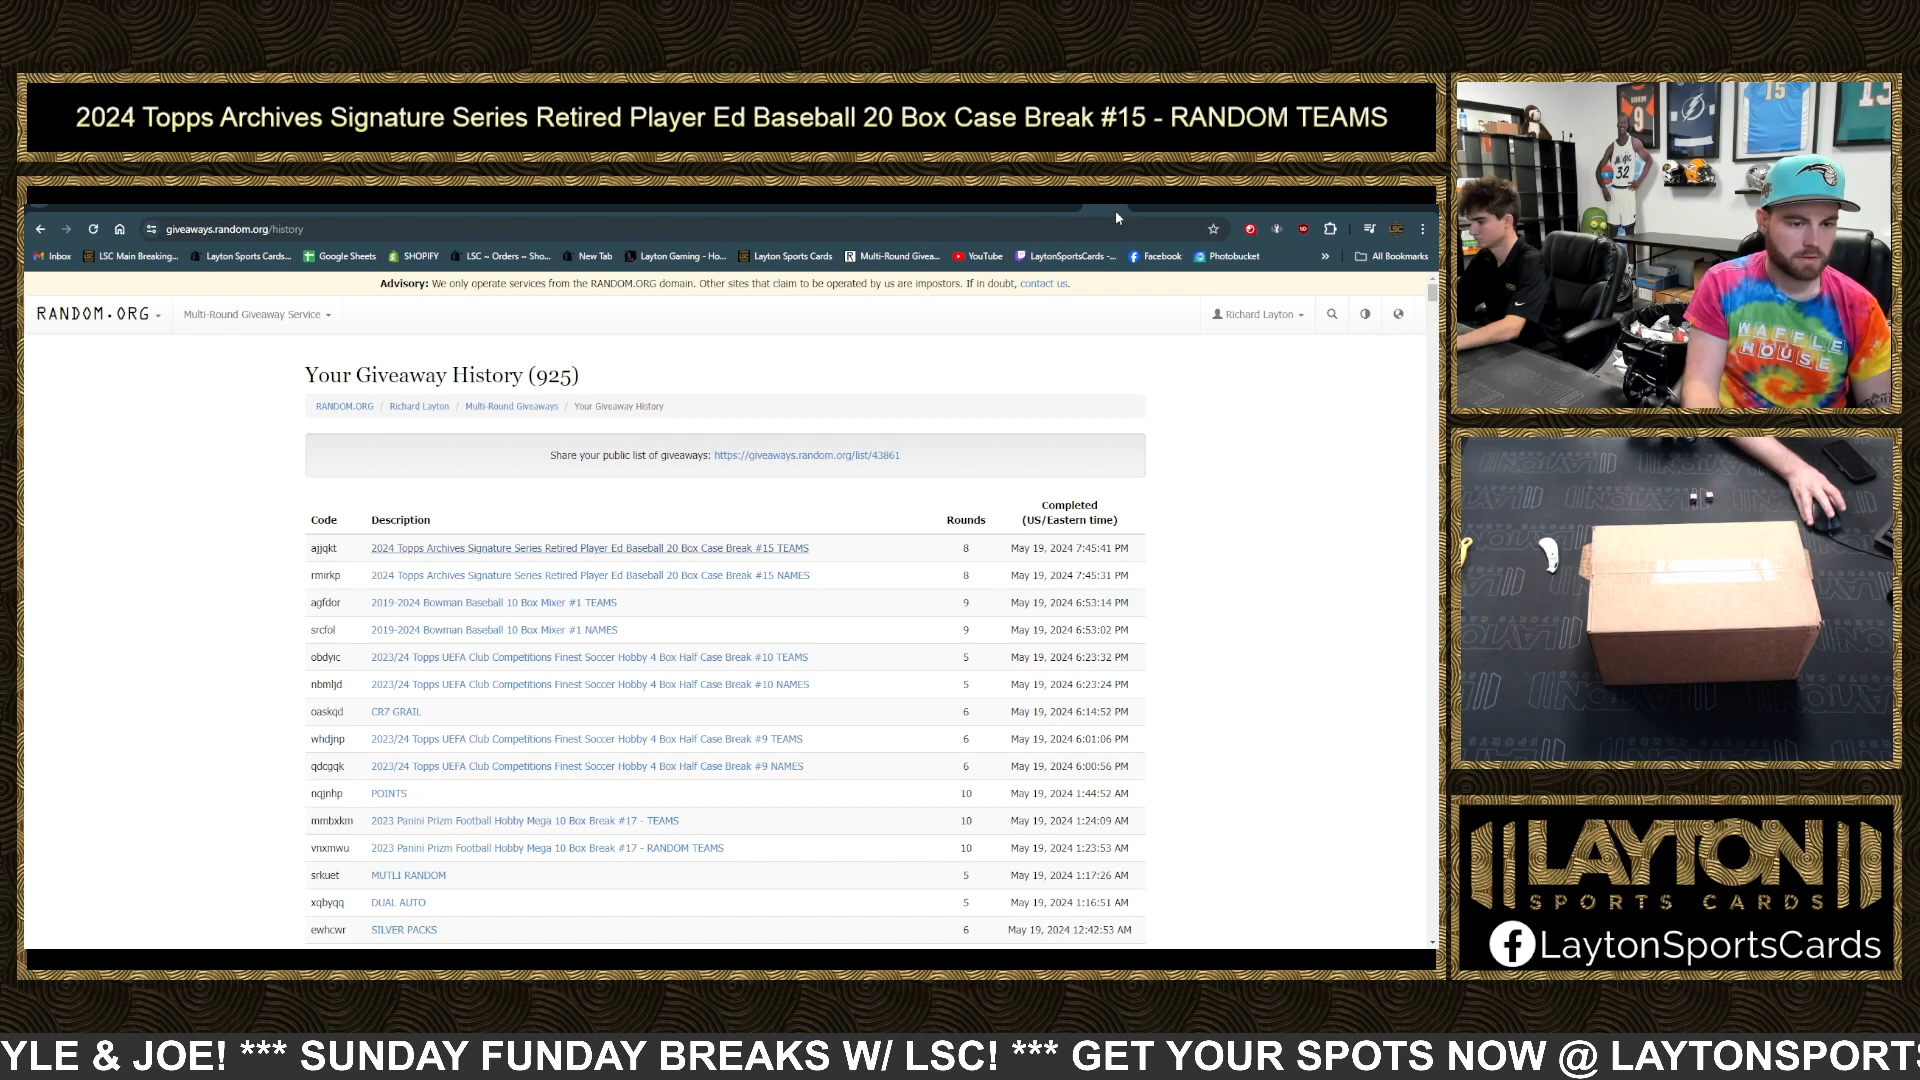 2024 Topps Archives Signature Series Retired Player Ed Baseball 20 Box Case Break #15 - RANDOM TEAMS
giveaways.random.org/history
Inbox LSC Main Breaking... Layton Sports Cards... Google Sheets SHOPIFY LSC ~ Orders ~ Sho... New Tab Layton Gaming - Ho... Layton Sports Cards Multi-Round Givea... YouTube LaytonSportsCards -... Facebook Photobucket » All Bookmarks
Advisory: We only operate services from the RANDOM.ORG domain. Other sites that claim to be operated by us are impostors. If in doubt, contact us.
RANDOM.ORG Multi-Round Giveaway Service Richard Layton
Your Giveaway History (925)
RANDOM.ORG / Richard Layton / Multi-Round Giveaways / Your Giveaway History
Share your public list of giveaways: https://giveaways.random.org/list/43861
Code Description Rounds Completed (US/Eastern time)
ajjqkt 2024 Topps Archives Signature Series Retired Player Ed Baseball 20 Box Case Break #15 TEAMS 8 May 19, 2024 7:45:41 PM
rmirkp 2024 Topps Archives Signature Series Retired Player Ed Baseball 20 Box Case Break #15 NAMES 8 May 19, 2024 7:45:31 PM
agfdor 2019-2024 Bowman Baseball 10 Box Mixer #1 TEAMS 9 May 19, 2024 6:53:14 PM
srcfol 2019-2024 Bowman Baseball 10 Box Mixer #1 NAMES 9 May 19, 2024 6:53:02 PM
obdyic 2023/24 Topps UEFA Club Competitions Finest Soccer Hobby 4 Box Half Case Break #10 TEAMS 5 May 19, 2024 6:23:32 PM
nbmljd 2023/24 Topps UEFA Club Competitions Finest Soccer Hobby 4 Box Half Case Break #10 NAMES 5 May 19, 2024 6:23:24 PM
oaskqd CR7 GRAIL 6 May 19, 2024 6:14:52 PM
whdjnp 2023/24 Topps UEFA Club Competitions Finest Soccer Hobby 4 Box Half Case Break #9 TEAMS 6 May 19, 2024 6:01:06 PM
qdcgqk 2023/24 Topps UEFA Club Competitions Finest Soccer Hobby 4 Box Half Case Break #9 NAMES 6 May 19, 2024 6:00:56 PM
nqjnhp POINTS 10 May 19, 2024 1:44:52 AM
mmbxkm 2023 Panini Prizm Football Hobby Mega 10 Box Break #17 - TEAMS 10 May 19, 2024 1:24:09 AM
vnxmwu 2023 Panini Prizm Football Hobby Mega 10 Box Break #17 - RANDOM TEAMS 10 May 19, 2024 1:23:53 AM
srkuet MUTLI RANDOM 5 May 19, 2024 1:17:26 AM
xqbyqq DUAL AUTO 5 May 19, 2024 1:16:51 AM
ewhcwr SILVER PACKS 6 May 19, 2024 12:42:53 AM
9
15
Magic
32
WAFFLE
HOUSE
LAYTON
SPORTS CARDS
LaytonSportsCards
YLE & JOE! *** SUNDAY FUNDAY BREAKS W/ LSC! *** GET YOUR SPOTS NOW @ LAYTONSPORTS